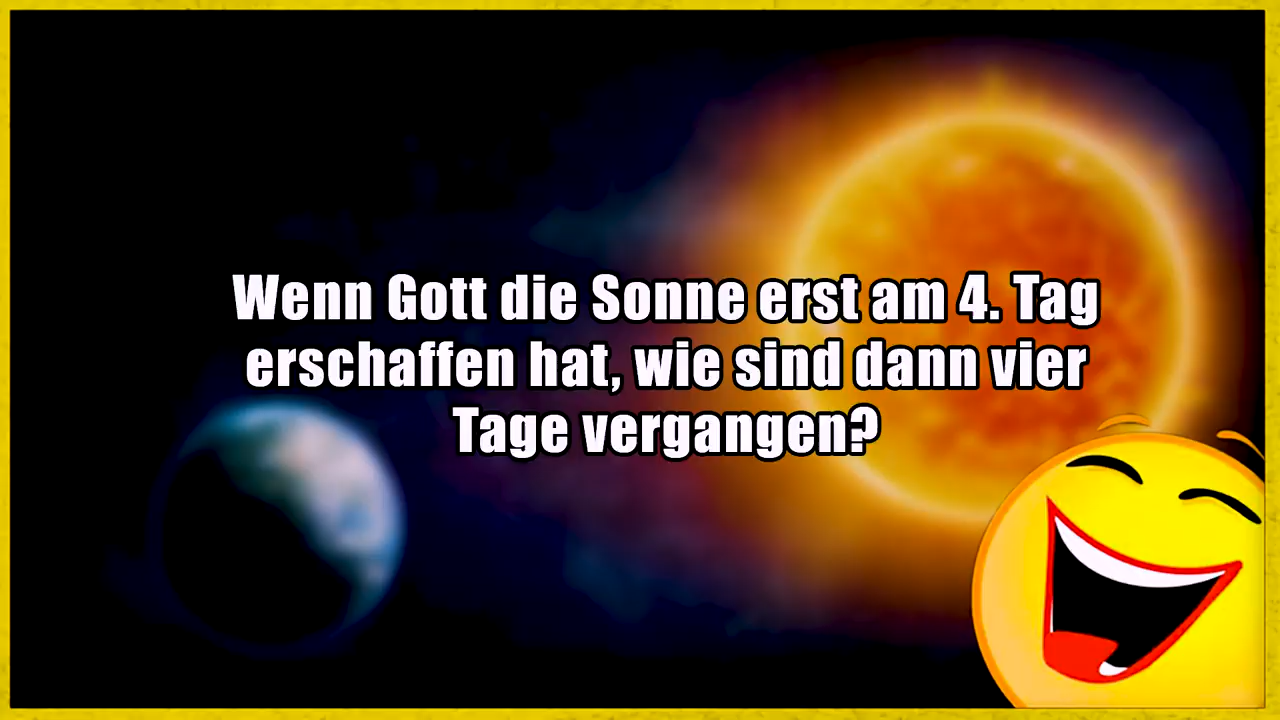 Wenn Gott die Sonne erst am 4. Tag
erschaffen hat, wie sind dann vier
Tage vergangen?